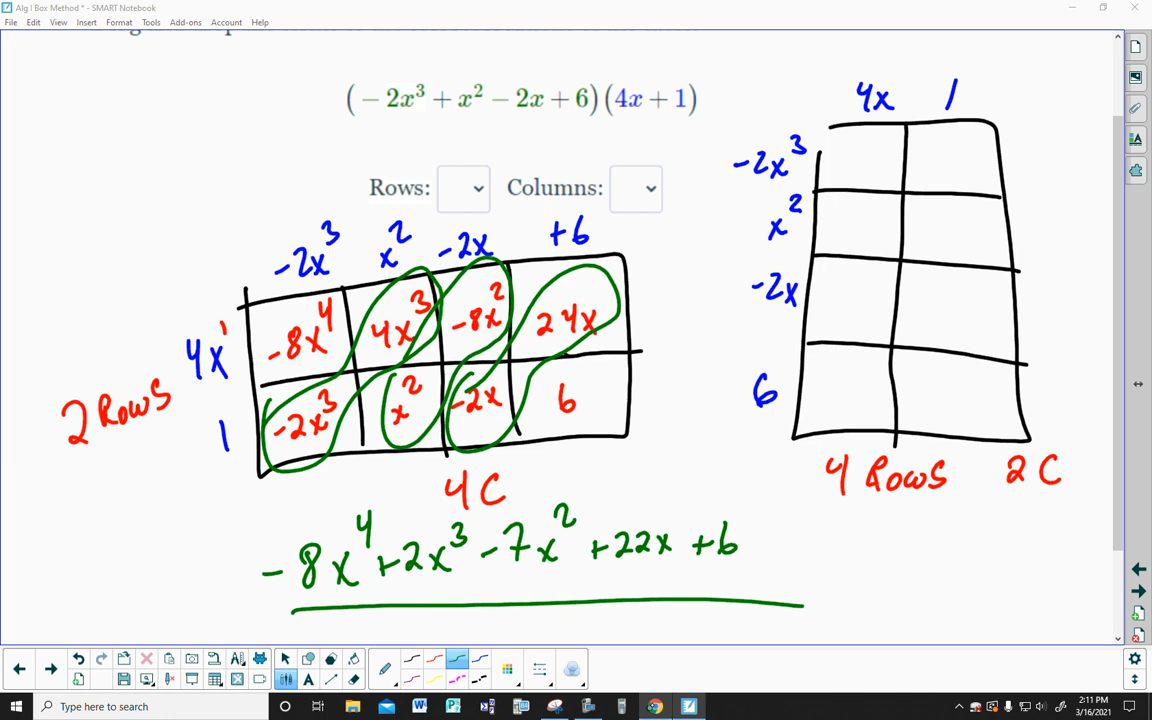 Alg I Box Method * - SMART Notebook
File Edit View Insert Format Tools Add-ons Account Help
(− 2x³ + x² − 2x + 6)(4x + 1)
4x 1
Rows: Columns:
-2x³
x²
-2x
6
-2x³ x² -2x +6
4x¹ -8x⁴ 4x³ -8x² 24x
2 Rows
1 -2x³ x² -2x 6
4 C
4 Rows 2 C
-8x⁴ +2x³ -7x² +22x +6
Type here to search
2:11 PM
3/16/2021